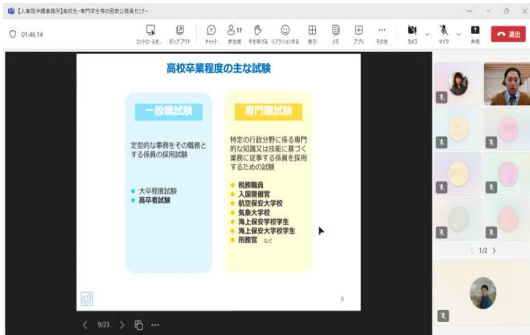 【人事院沖縄事務所】高校生・専門学生等の国家公務員セミナ…
01:46:14
チャット
参加者 17
手を挙げる
リアクションする
表示
メモ
アプリ
その他
カメラ
マイク
共有
退出
高校卒業程度の主な試験
一般職試験
定型的な事務をその職務と
する係員の採用試験
大卒程度試験
高卒者試験
専門職試験
特定の行政分野に係る専門
的な知識又は技能に基づく
業務に従事する係員を採用
するための試験
税務職員
入国警備官
航空保安大学校
気象大学校
海上保安学校学生
海上保安大学校学生
刑務官 など
9
9/23
1/2